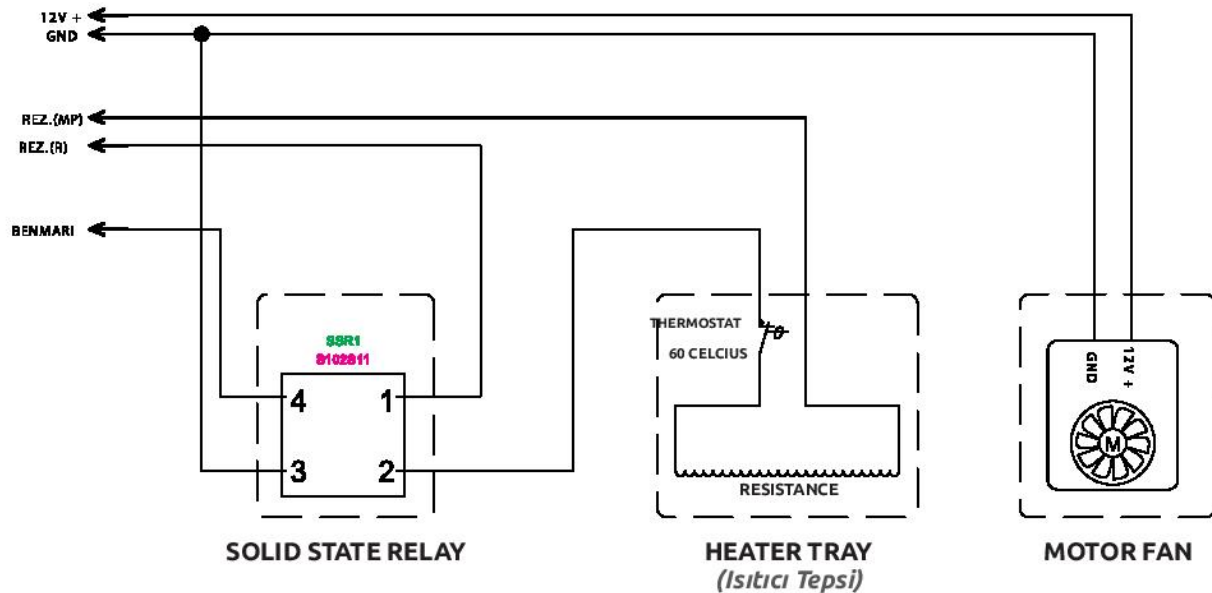 12V +
GND
REZ.(MP)
REZ.(R)
BENMARI
SSR1
S102S11
4
1
3
2
THERMOSTAT
60 CELCIUS
RESISTANCE
GND
12V +
M
SOLID STATE RELAY
HEATER TRAY
(Isıtıcı Tepsi)
MOTOR FAN